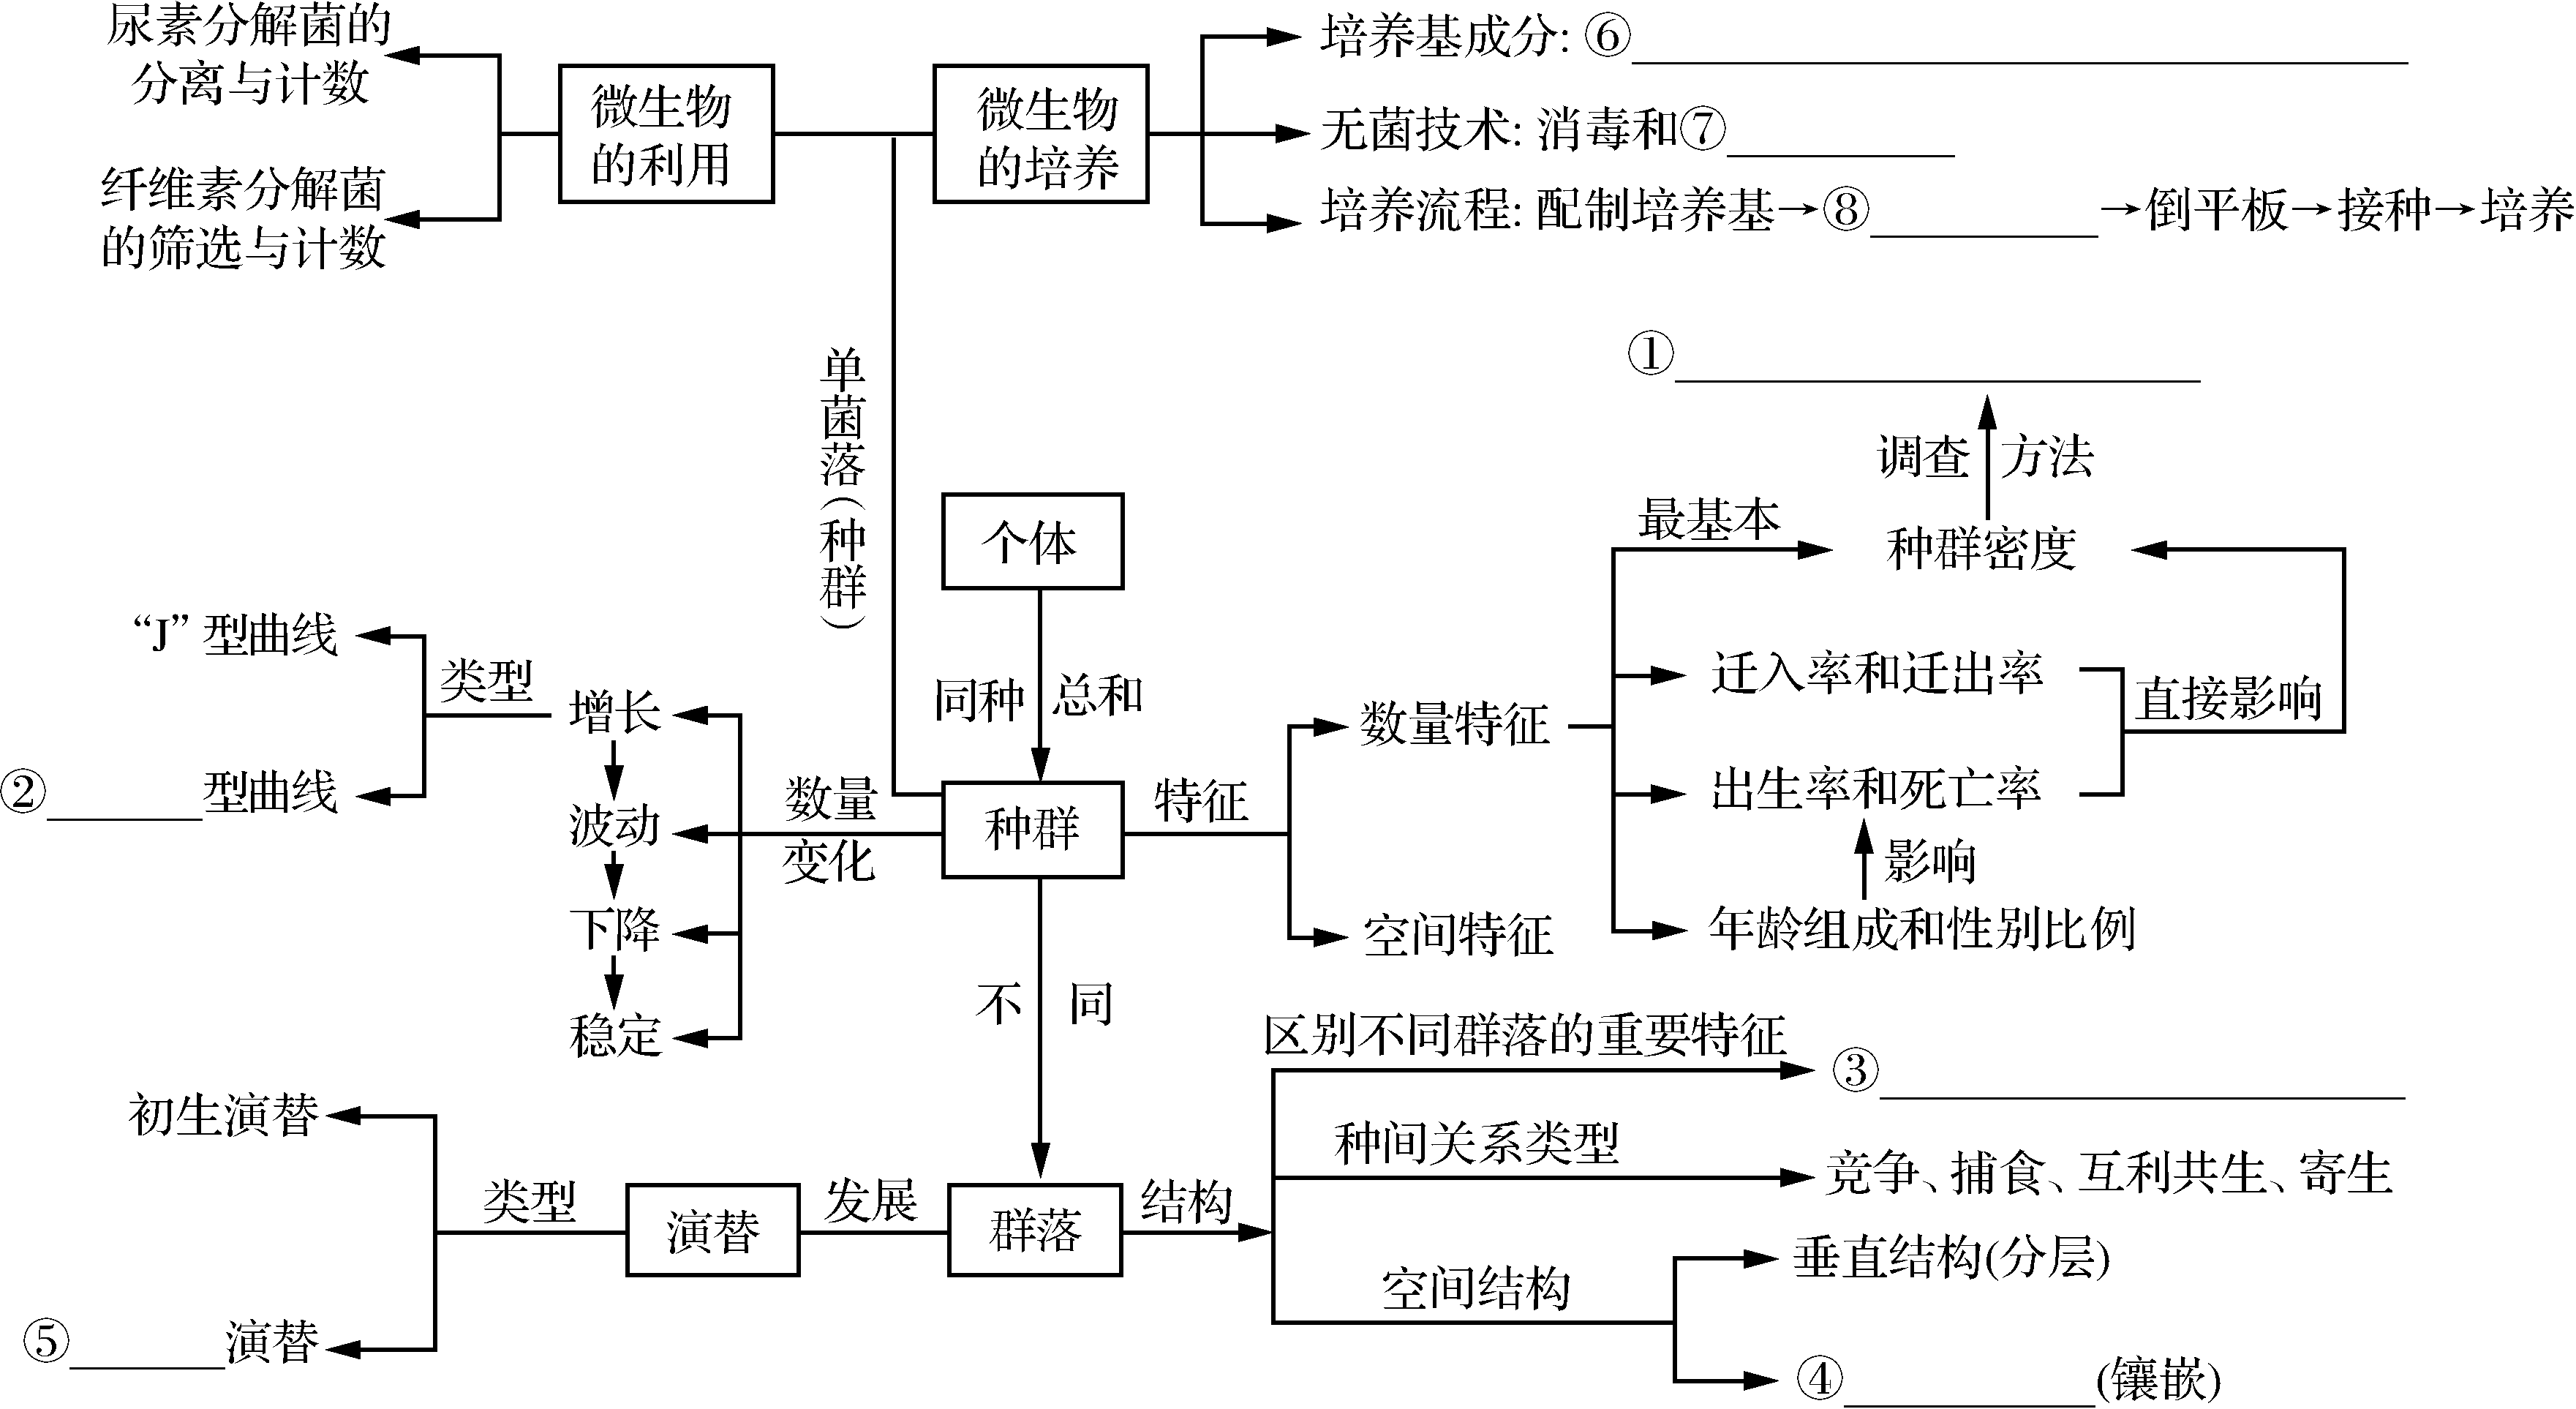 尿素分解菌的
分离与计数
纤维素分解菌
的筛选与计数
微生物
的利用
微生物
的培养
培养基成分: ⑥
无菌技术: 消毒和⑦
培养流程: 配制培养基→⑧→倒平板→接种→培养
单菌落(种群)
①
调查 方法
最基本
种群密度
个体
同种 总和
“J”型曲线
类型
②型曲线
增长
波动
下降
稳定
数量
变化
种群
特征
数量特征
空间特征
迁入率和迁出率
直接影响
出生率和死亡率
影响
年龄组成和性别比例
不 同
区别不同群落的重要特征
③
种间关系类型
竞争、捕食、互利共生、寄生
初生演替
类型
演替
发展
群落
结构
空间结构
垂直结构(分层)
⑤演替
④(镶嵌)